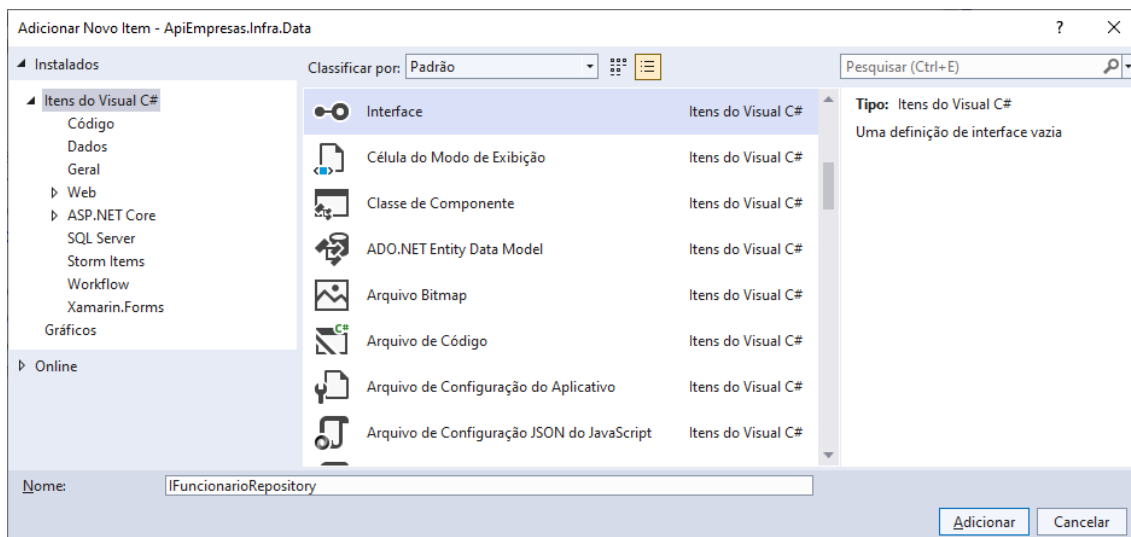 Adicionar Novo Item - ApiEmpresas.Infra.Data
?
Instalados
Classificar por: Padrão
Pesquisar (Ctrl+E)
Itens do Visual C#
Código
Dados
Geral
Web
ASP.NET Core
SQL Server
Storm Items
Workflow
Xamarin.Forms
Gráficos
Online
Interface Itens do Visual C#
Célula do Modo de Exibição Itens do Visual C#
Classe de Componente Itens do Visual C#
ADO.NET Entity Data Model Itens do Visual C#
Arquivo Bitmap Itens do Visual C#
C#
Arquivo de Código Itens do Visual C#
Arquivo de Configuração do Aplicativo Itens do Visual C#
Arquivo de Configuração JSON do JavaScript Itens do Visual C#
Tipo: Itens do Visual C#
Uma definição de interface vazia
Nome: IFuncionarioRepository
Adicionar Cancelar